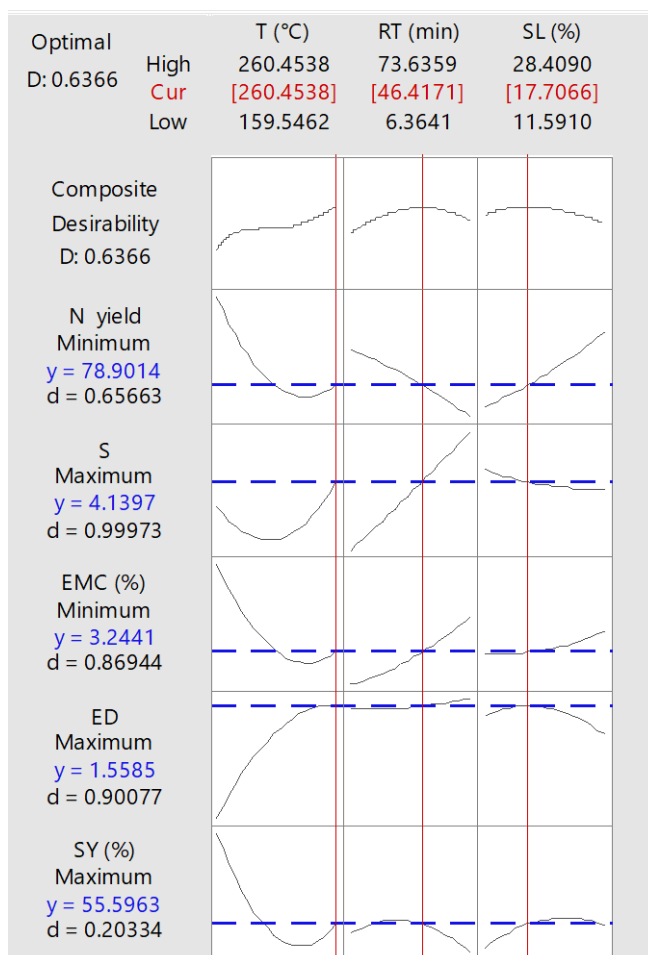 Optimal
D: 0.6366
T (°C) RT (min) SL (%)
High 260.4538 73.6359 28.4090
Cur [260.4538] [46.4171] [17.7066]
Low 159.5462 6.3641 11.5910
Composite
Desirability
D: 0.6366
N yield
Minimum
y = 78.9014
d = 0.65663
S
Maximum
y = 4.1397
d = 0.99973
EMC (%)
Minimum
y = 3.2441
d = 0.86944
ED
Maximum
y = 1.5585
d = 0.90077
SY (%)
Maximum
y = 55.5963
d = 0.20334